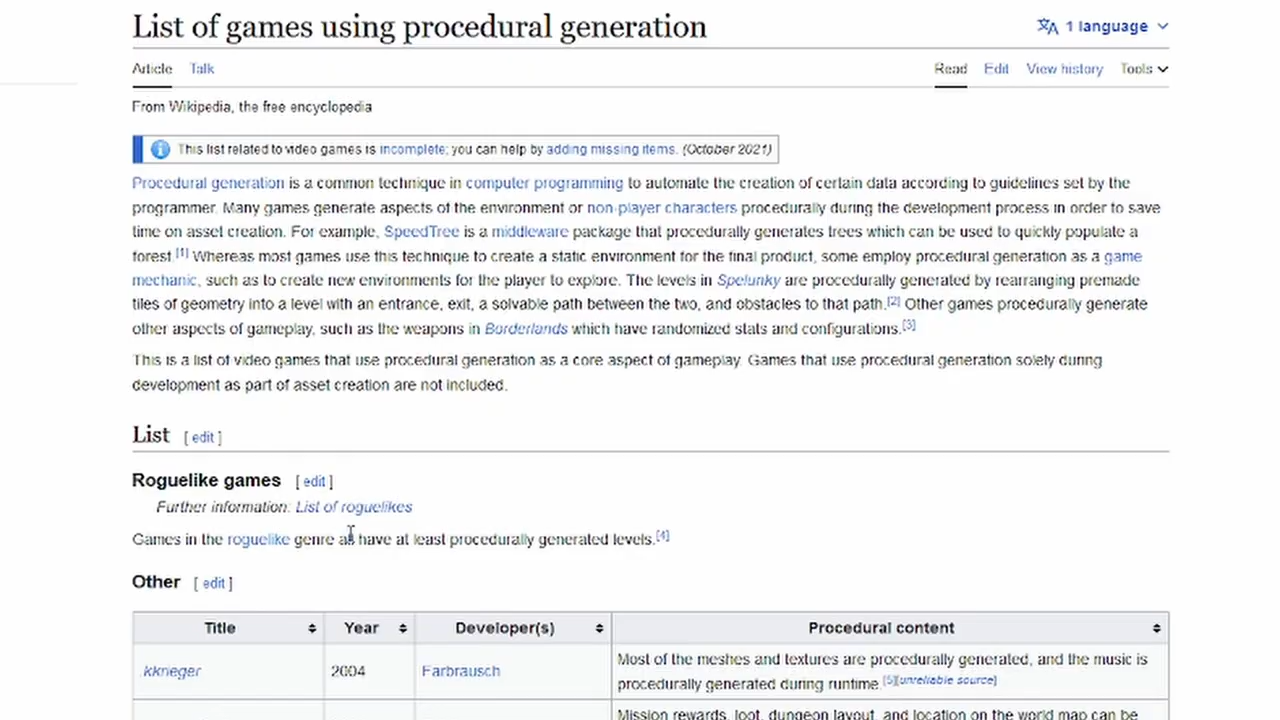 List of games using procedural generation
1 language
Article Talk Read Edit View history Tools
From Wikipedia, the free encyclopedia
This list related to video games is incomplete; you can help by adding missing items. (October 2021)
Procedural generation is a common technique in computer programming to automate the creation of certain data according to guidelines set by the
programmer. Many games generate aspects of the environment or non-player characters procedurally during the development process in order to save
time on asset creation. For example, SpeedTree is a middleware package that procedurally generates trees which can be used to quickly populate a
forest.[1] Whereas most games use this technique to create a static environment for the final product, some employ procedural generation as a game
mechanic, such as to create new environments for the player to explore. The levels in Spelunky are procedurally generated by rearranging premade
tiles of geometry into a level with an entrance, exit, a solvable path between the two, and obstacles to that path.[2] Other games procedurally generate
other aspects of gameplay, such as the weapons in Borderlands which have randomized stats and configurations.[3]
This is a list of video games that use procedural generation as a core aspect of gameplay. Games that use procedural generation solely during
development as part of asset creation are not included.
List [ edit ]
Roguelike games [ edit ]
Further information: List of roguelikes
Games in the roguelike genre all have at least procedurally generated levels.[4]
Other [ edit ]
Title Year Developer(s) Procedural content
.kkrieger 2004 Farbrausch Most of the meshes and textures are procedurally generated, and the music is
procedurally generated during runtime.[5][unreliable source]
Mission rewards, loot, dungeon layout, and location on the world map can be